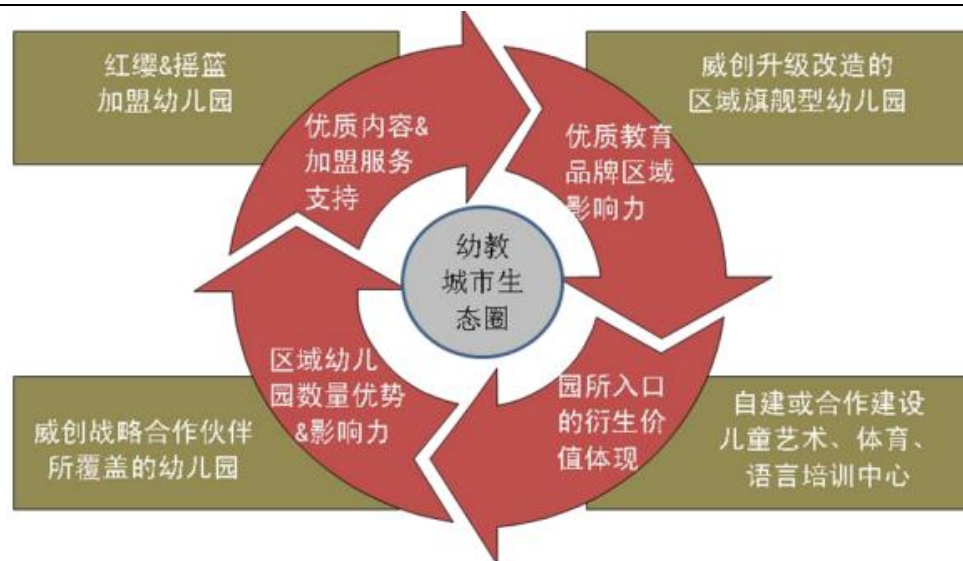 红缨&摇篮
加盟幼儿园
威创升级改造的
区域旗舰型幼儿园
优质内容&
加盟服务
支持
优质教育
品牌区域
影响力
幼教
城市生
态圈
区域幼儿
园数量优势
&影响力
园所入口
的衍生价
值体现
威创战略合作伙伴
所覆盖的幼儿园
自建或合作建设
儿童艺术、体育、
语言培训中心